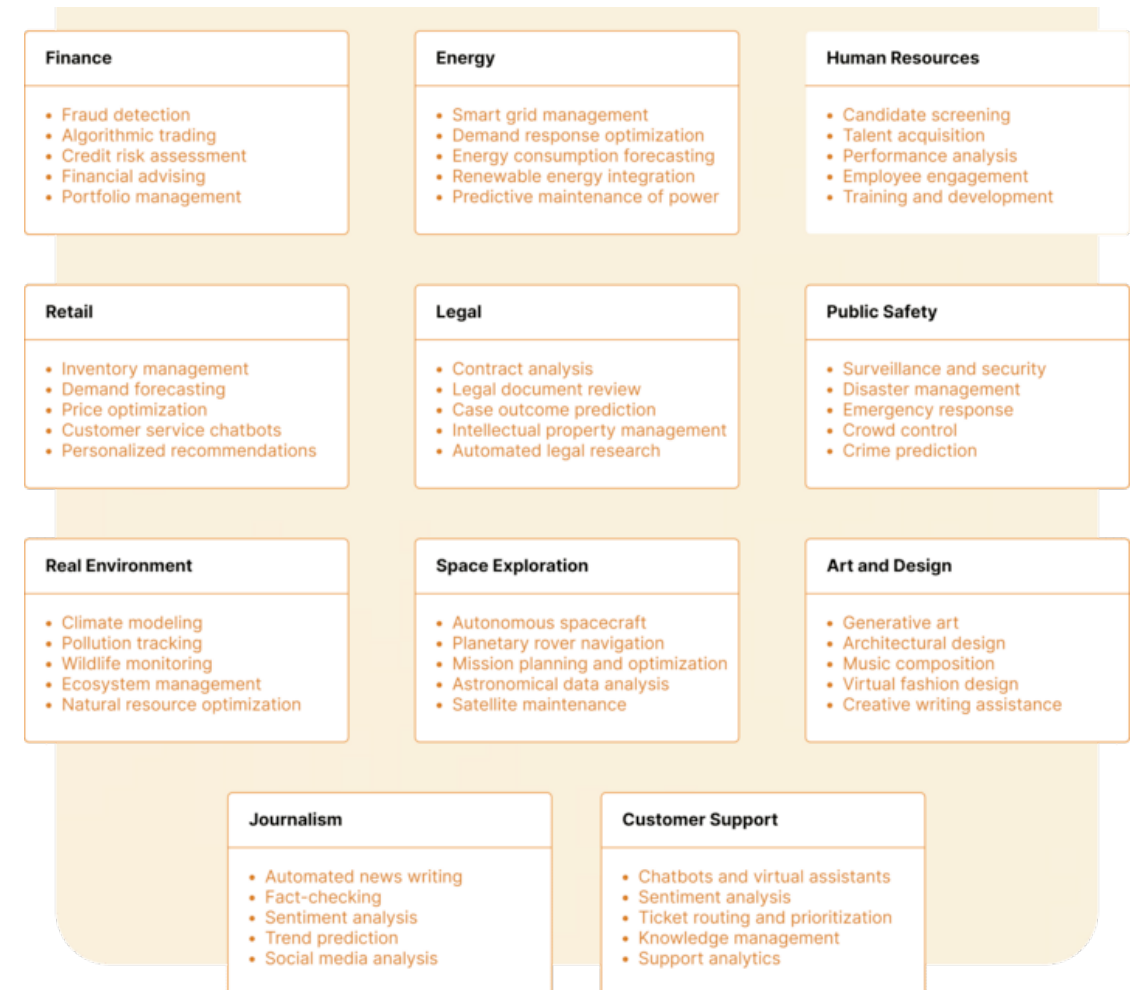 Finance
• Fraud detection
• Algorithmic trading
• Credit risk assessment
• Financial advising
• Portfolio management
Energy
• Smart grid management
• Demand response optimization
• Energy consumption forecasting
• Renewable energy integration
• Predictive maintenance of power
Human Resources
• Candidate screening
• Talent acquisition
• Performance analysis
• Employee engagement
• Training and development
Retail
• Inventory management
• Demand forecasting
• Price optimization
• Customer service chatbots
• Personalized recommendations
Legal
• Contract analysis
• Legal document review
• Case outcome prediction
• Intellectual property management
• Automated legal research
Public Safety
• Surveillance and security
• Disaster management
• Emergency response
• Crowd control
• Crime prediction
Real Environment
• Climate modeling
• Pollution tracking
• Wildlife monitoring
• Ecosystem management
• Natural resource optimization
Space Exploration
• Autonomous spacecraft
• Planetary rover navigation
• Mission planning and optimization
• Astronomical data analysis
• Satellite maintenance
Art and Design
• Generative art
• Architectural design
• Music composition
• Virtual fashion design
• Creative writing assistance
Journalism
• Automated news writing
• Fact-checking
• Sentiment analysis
• Trend prediction
• Social media analysis
Customer Support
• Chatbots and virtual assistants
• Sentiment analysis
• Ticket routing and prioritization
• Knowledge management
• Support analytics